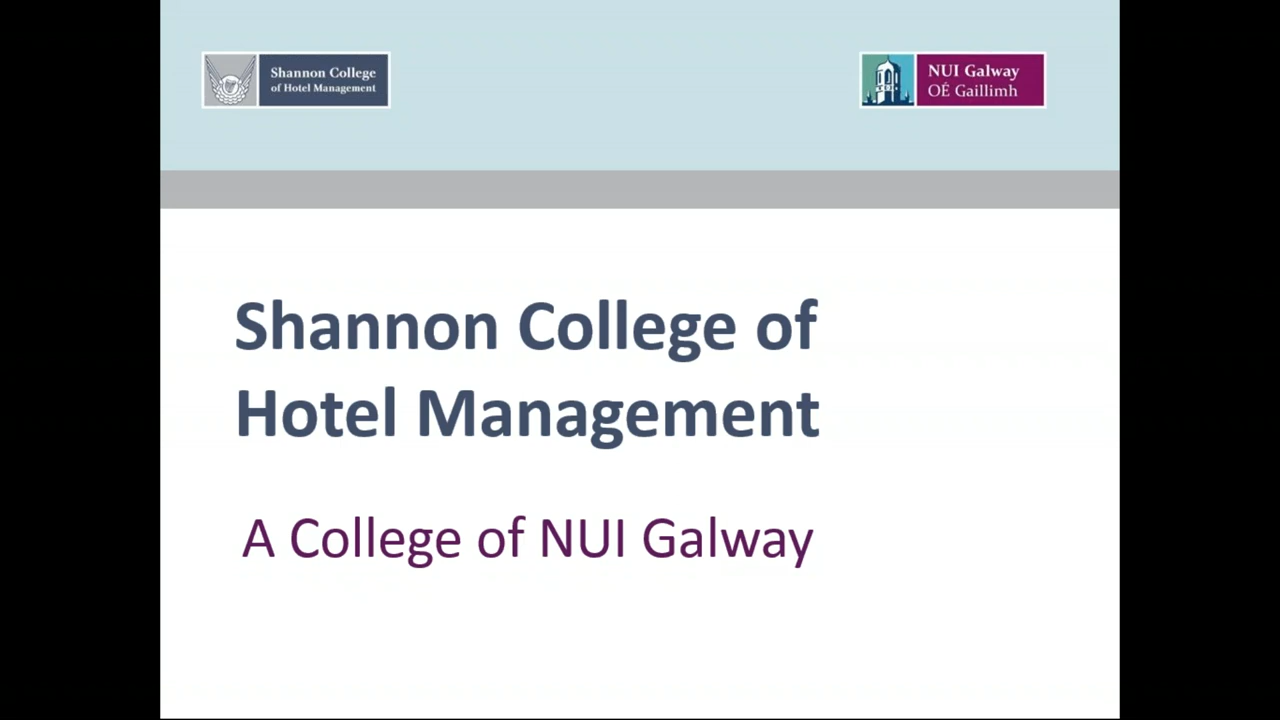 Shannon College
of Hotel Management
NUI Galway
OÉ Gaillimh
Shannon College of
Hotel Management
A College of NUI Galway